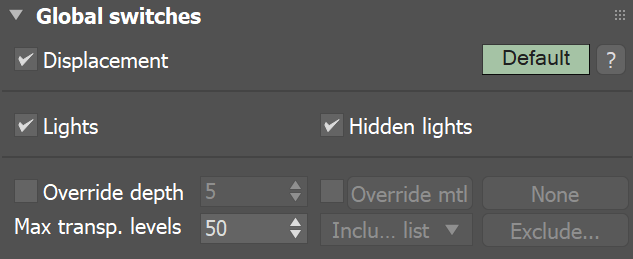 Global switches
Displacement Default ?
Lights Hidden lights
Override depth 5 Override mtl None
Max transp. levels 50 Inclu... list Exclude...